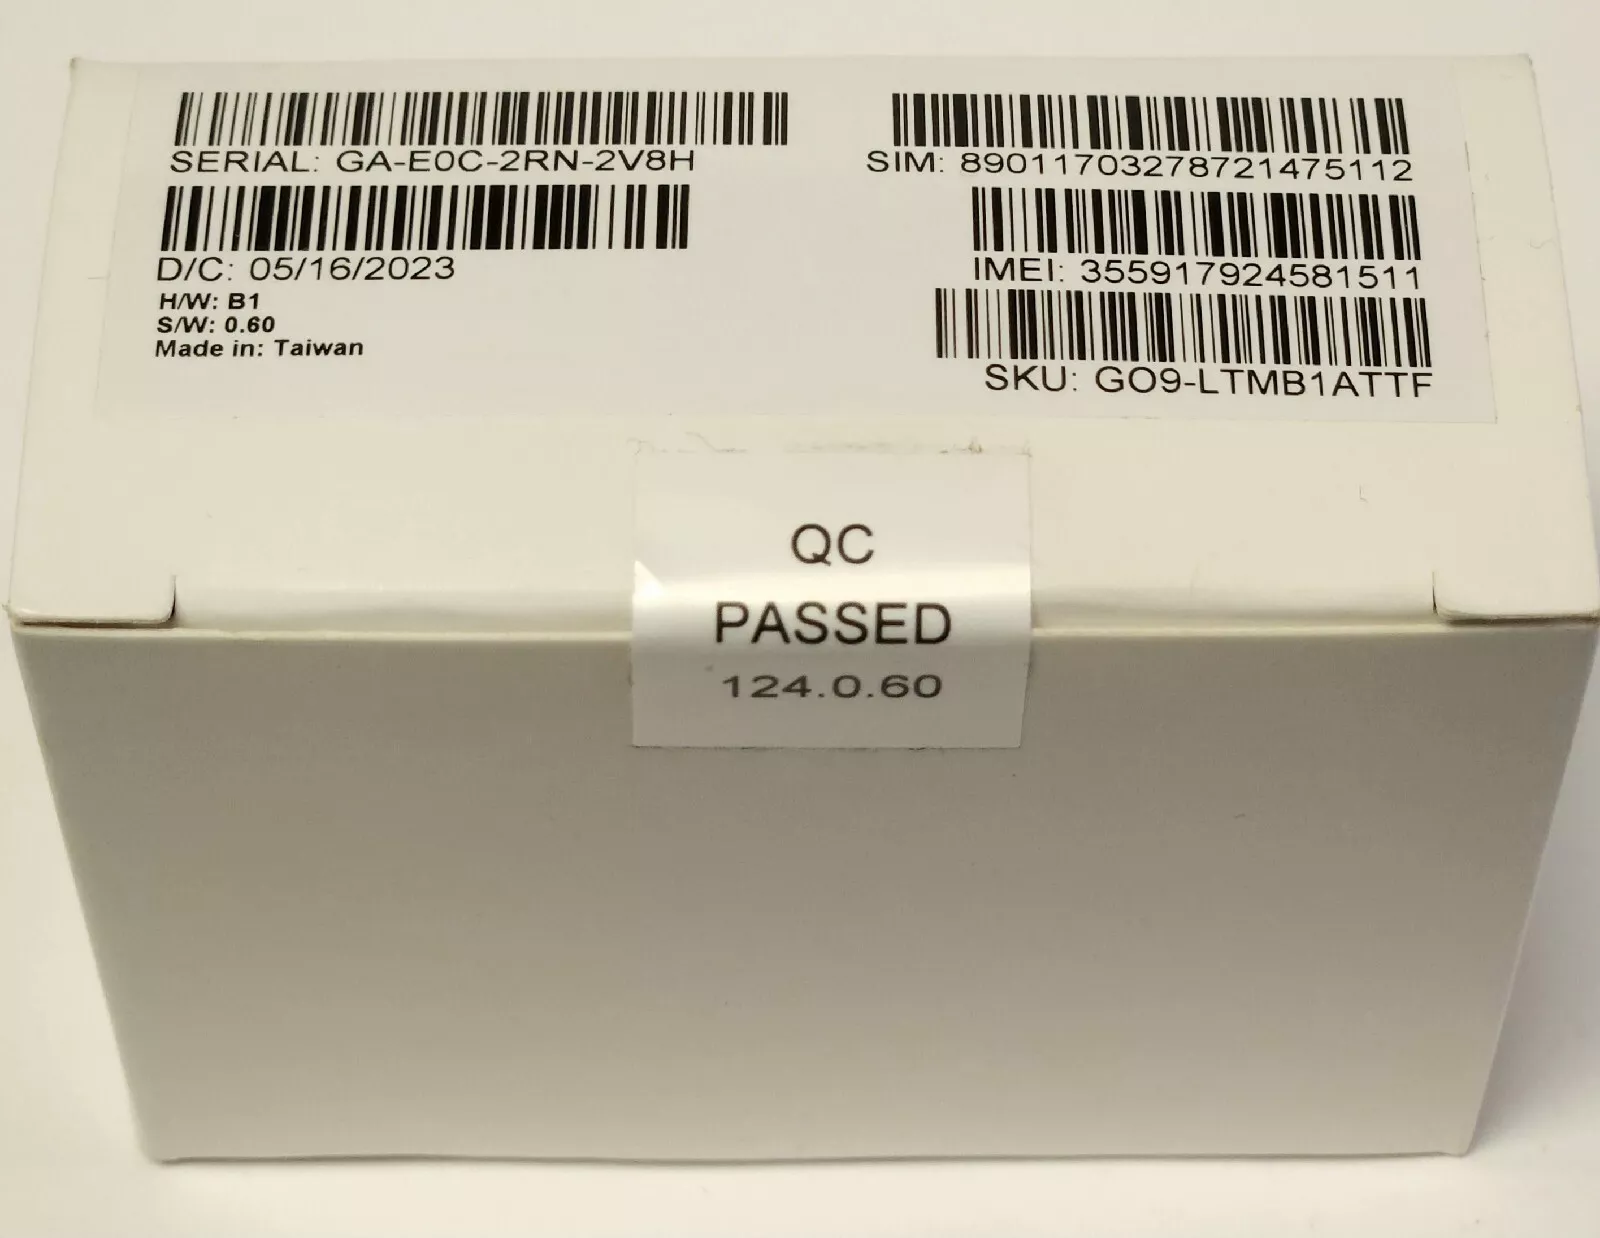 SERIAL: GA-E0C-2RN-2V8H
D/C: 05/16/2023
H/W: B1
S/W: 0.60
Made in: Taiwan
SIM: 89011703278721475112
IMEI: 355917924581511
SKU: GO9-LTMB1ATTF
QC
PASSED
124.0.60